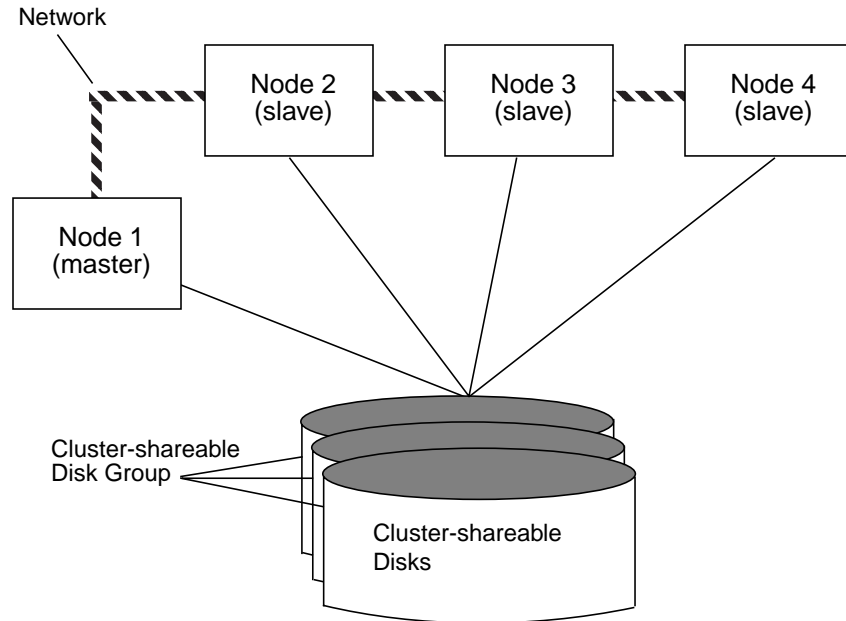 Network
Node 2
(slave)
Node 3
(slave)
Node 4
(slave)
Node 1
(master)
Cluster-shareable
Disk Group
Cluster-shareable
Disks